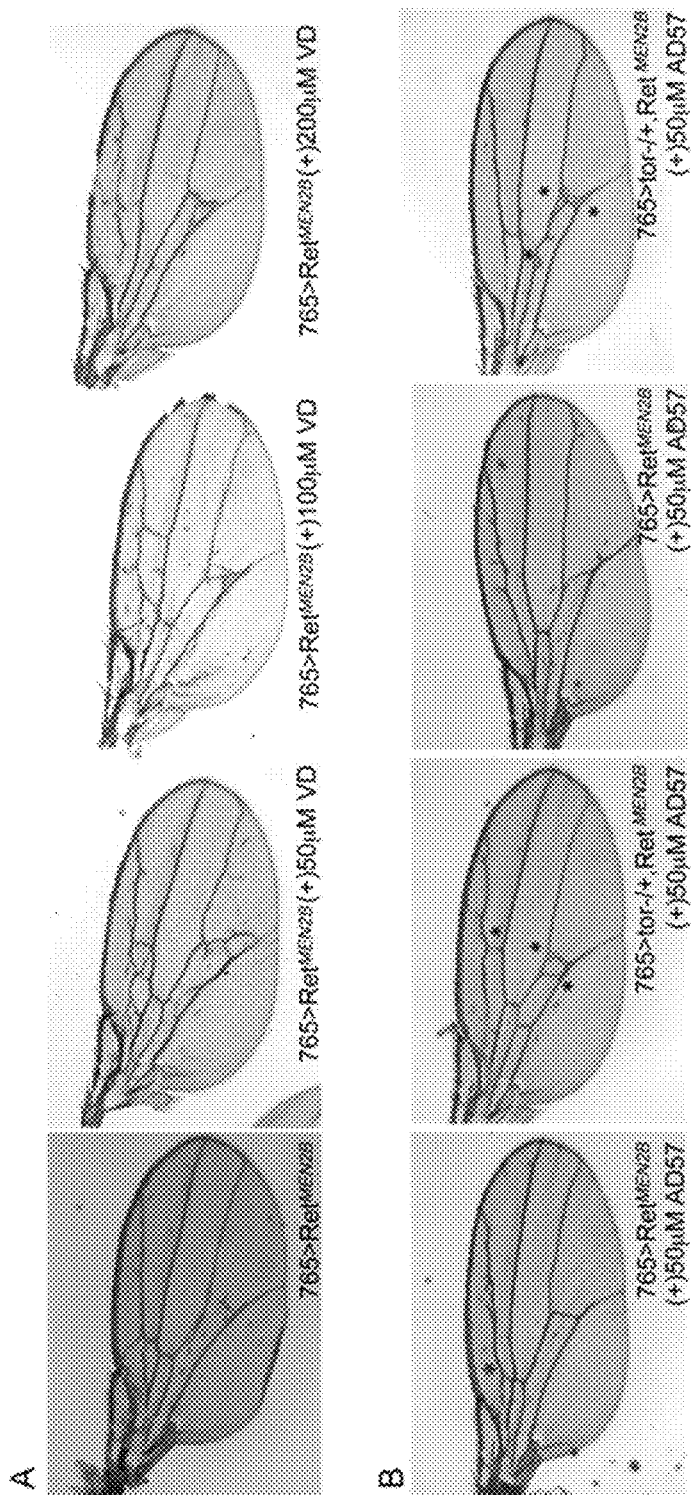 A
765>Ret^MEN2B
765>Ret^MEN2B(+)50µM VD
765>Ret^MEN2B(+)100µM VD
765>Ret^MEN2B(+)200µM VD
B
765>Ret^MEN2B
(+)50µM AD57
765>tor-/+,Ret^MEN2B
(+)50µM AD57
765>Ret^MEN2B
(+)50µM AD57
765>tor-/+,Ret^MEN2B
(+)50µM AD57